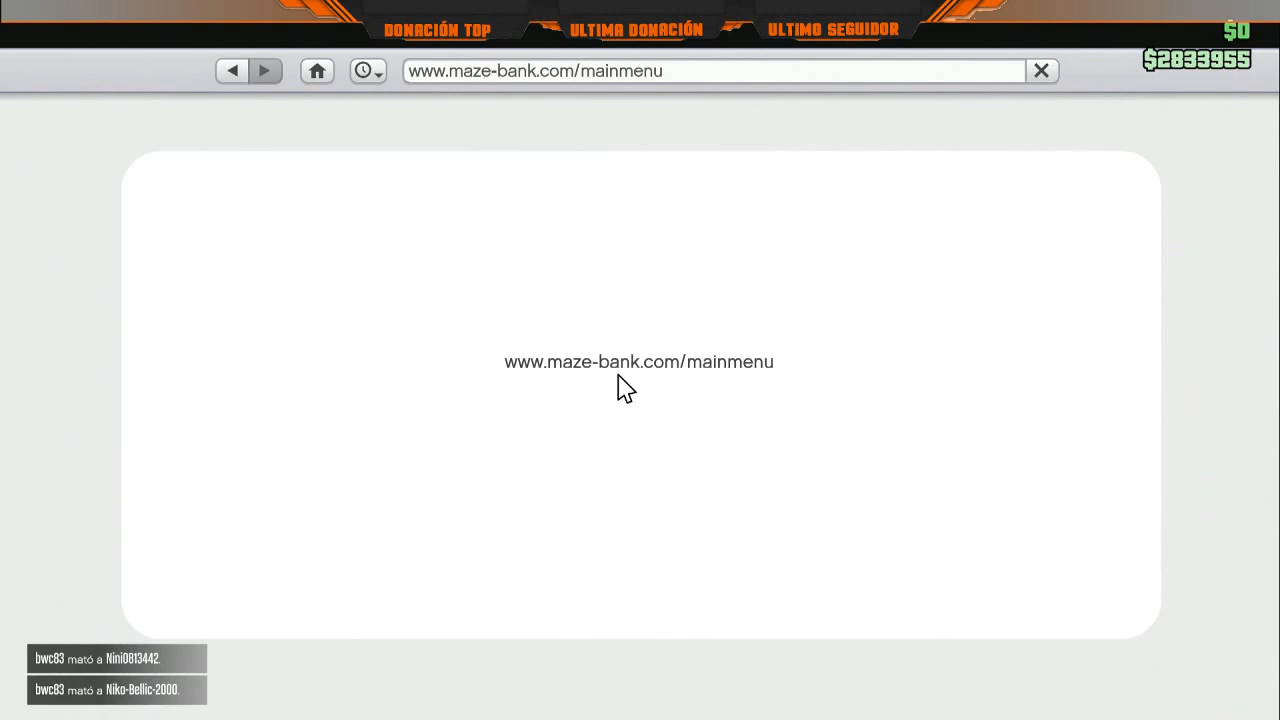 DONACIÓN TOP
ULTIMA DONACIÓN
ULTIMO SEGUIDOR
$0
$2833955
www.maze-bank.com/mainmenu
www.maze-bank.com/mainmenu
bwc83 mató a Nini0813442.
bwc83 mató a Niko-Bellic-2000.